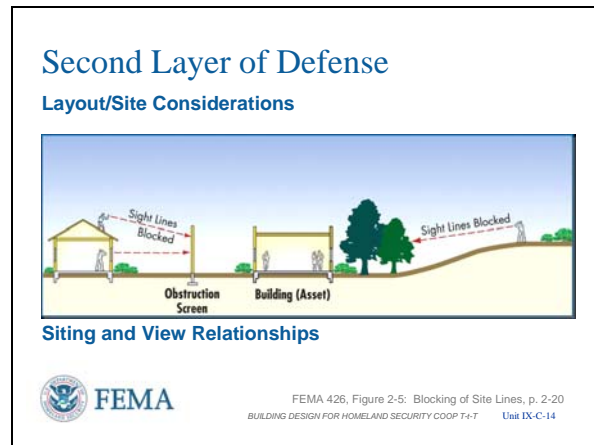 Second Layer of Defense
Layout/Site Considerations
Sight Lines
Blocked
Sight Lines Blocked
Obstruction
Screen
Building (Asset)
Siting and View Relationships
FEMA
FEMA 426, Figure 2-5: Blocking of Site Lines, p. 2-20
BUILDING DESIGN FOR HOMELAND SECURITY COOP T-t-T Unit IX-C-14